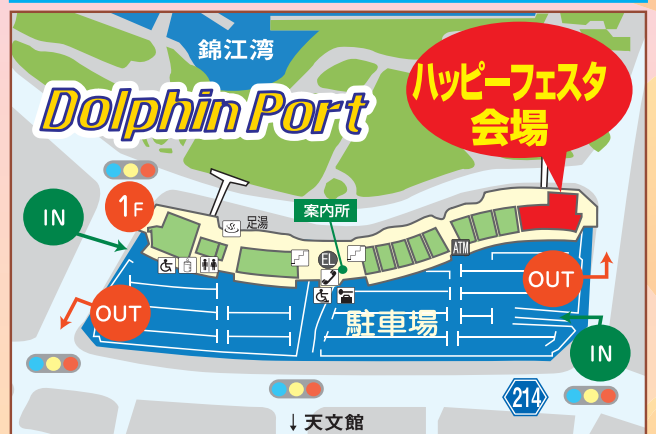 錦江湾
ハッピーフェスタ
会場
Dolphin Port
1F
IN
足湯
案内所
EL
ATM
OUT
OUT
駐車場
IN
214
↓天文館